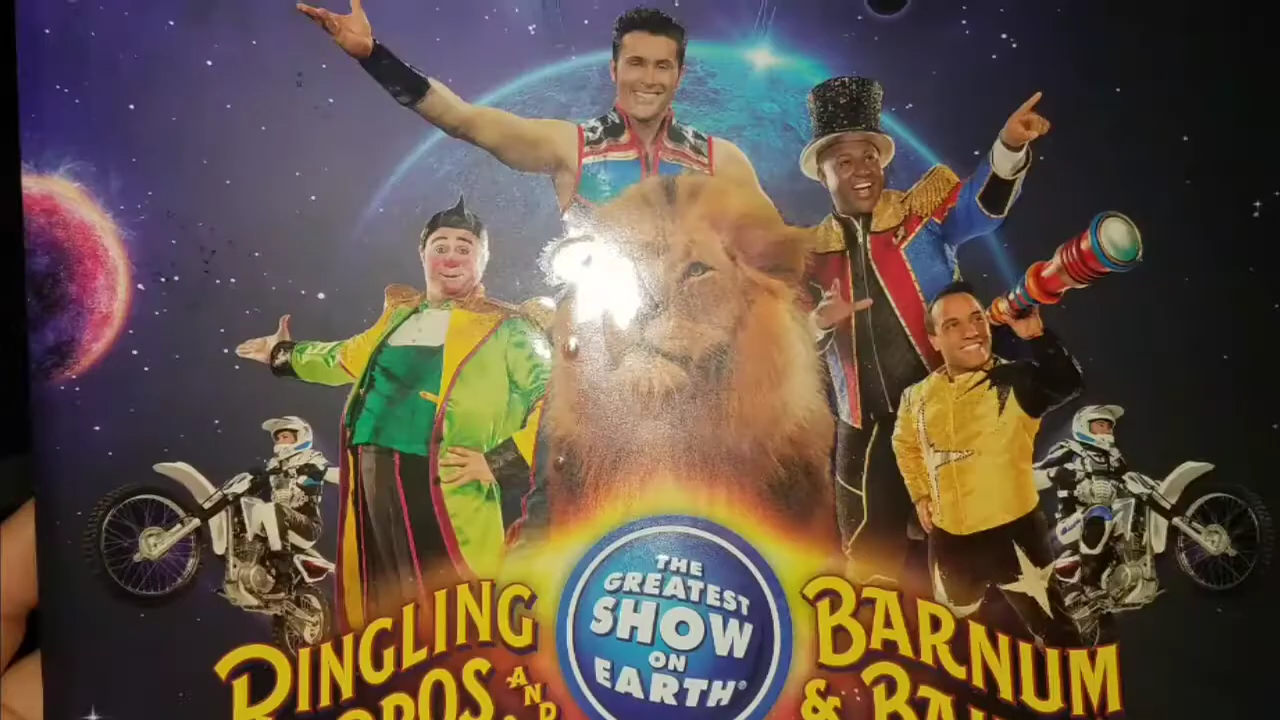 THE
GREATEST
SHOW
ON
EARTH®
RINGLING
AND
BARNUM
&